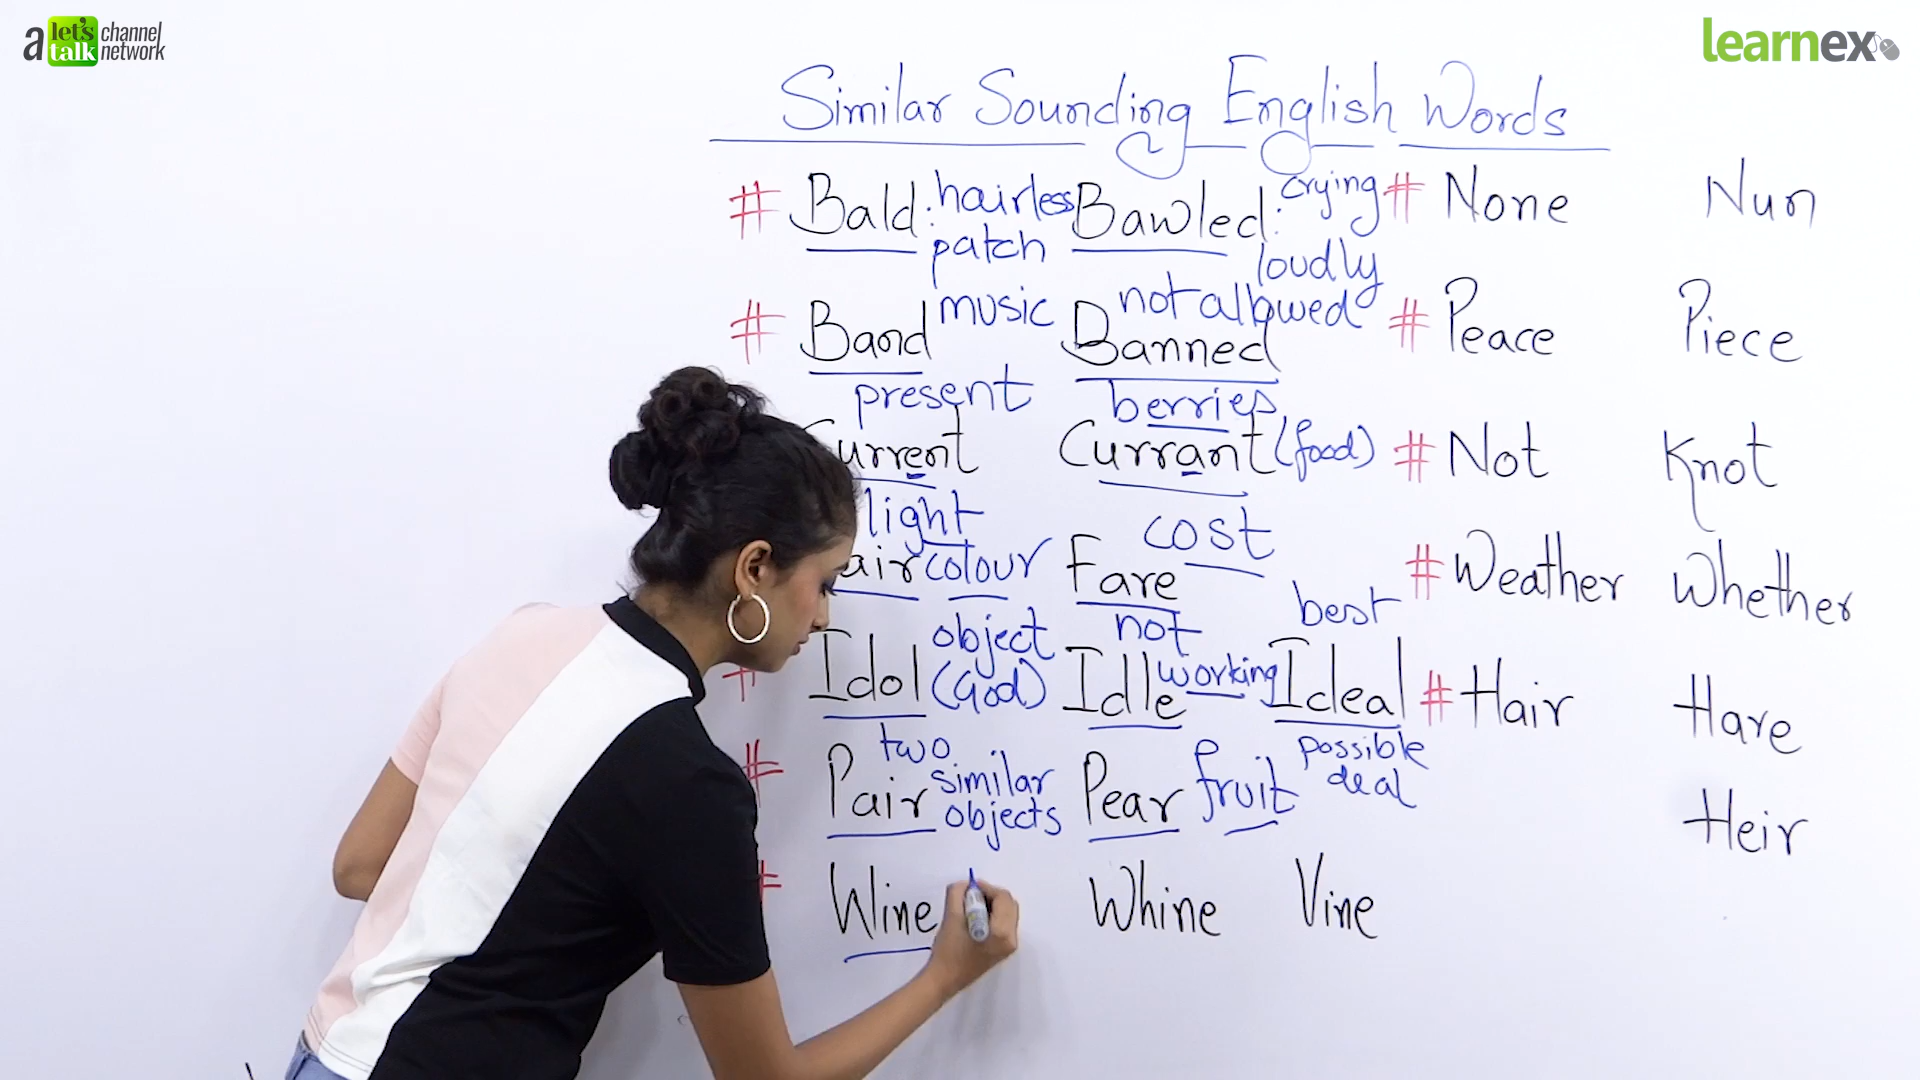 a let's talk channel network
learnex
Similar Sounding English Words
# Bald : hairless patch Bawled : crying loudly
# Band music Banned not allowed
present berries
urrent Currant (food)
light cost
air colour Fare
# Idol object (God) Idle not working Ideal best possible deal
# Pair two similar objects Pear fruit
# Wine Whine Vine
# None Nun
# Peace Piece
# Not Knot
# Weather Whether
# Hair Hare
Heir